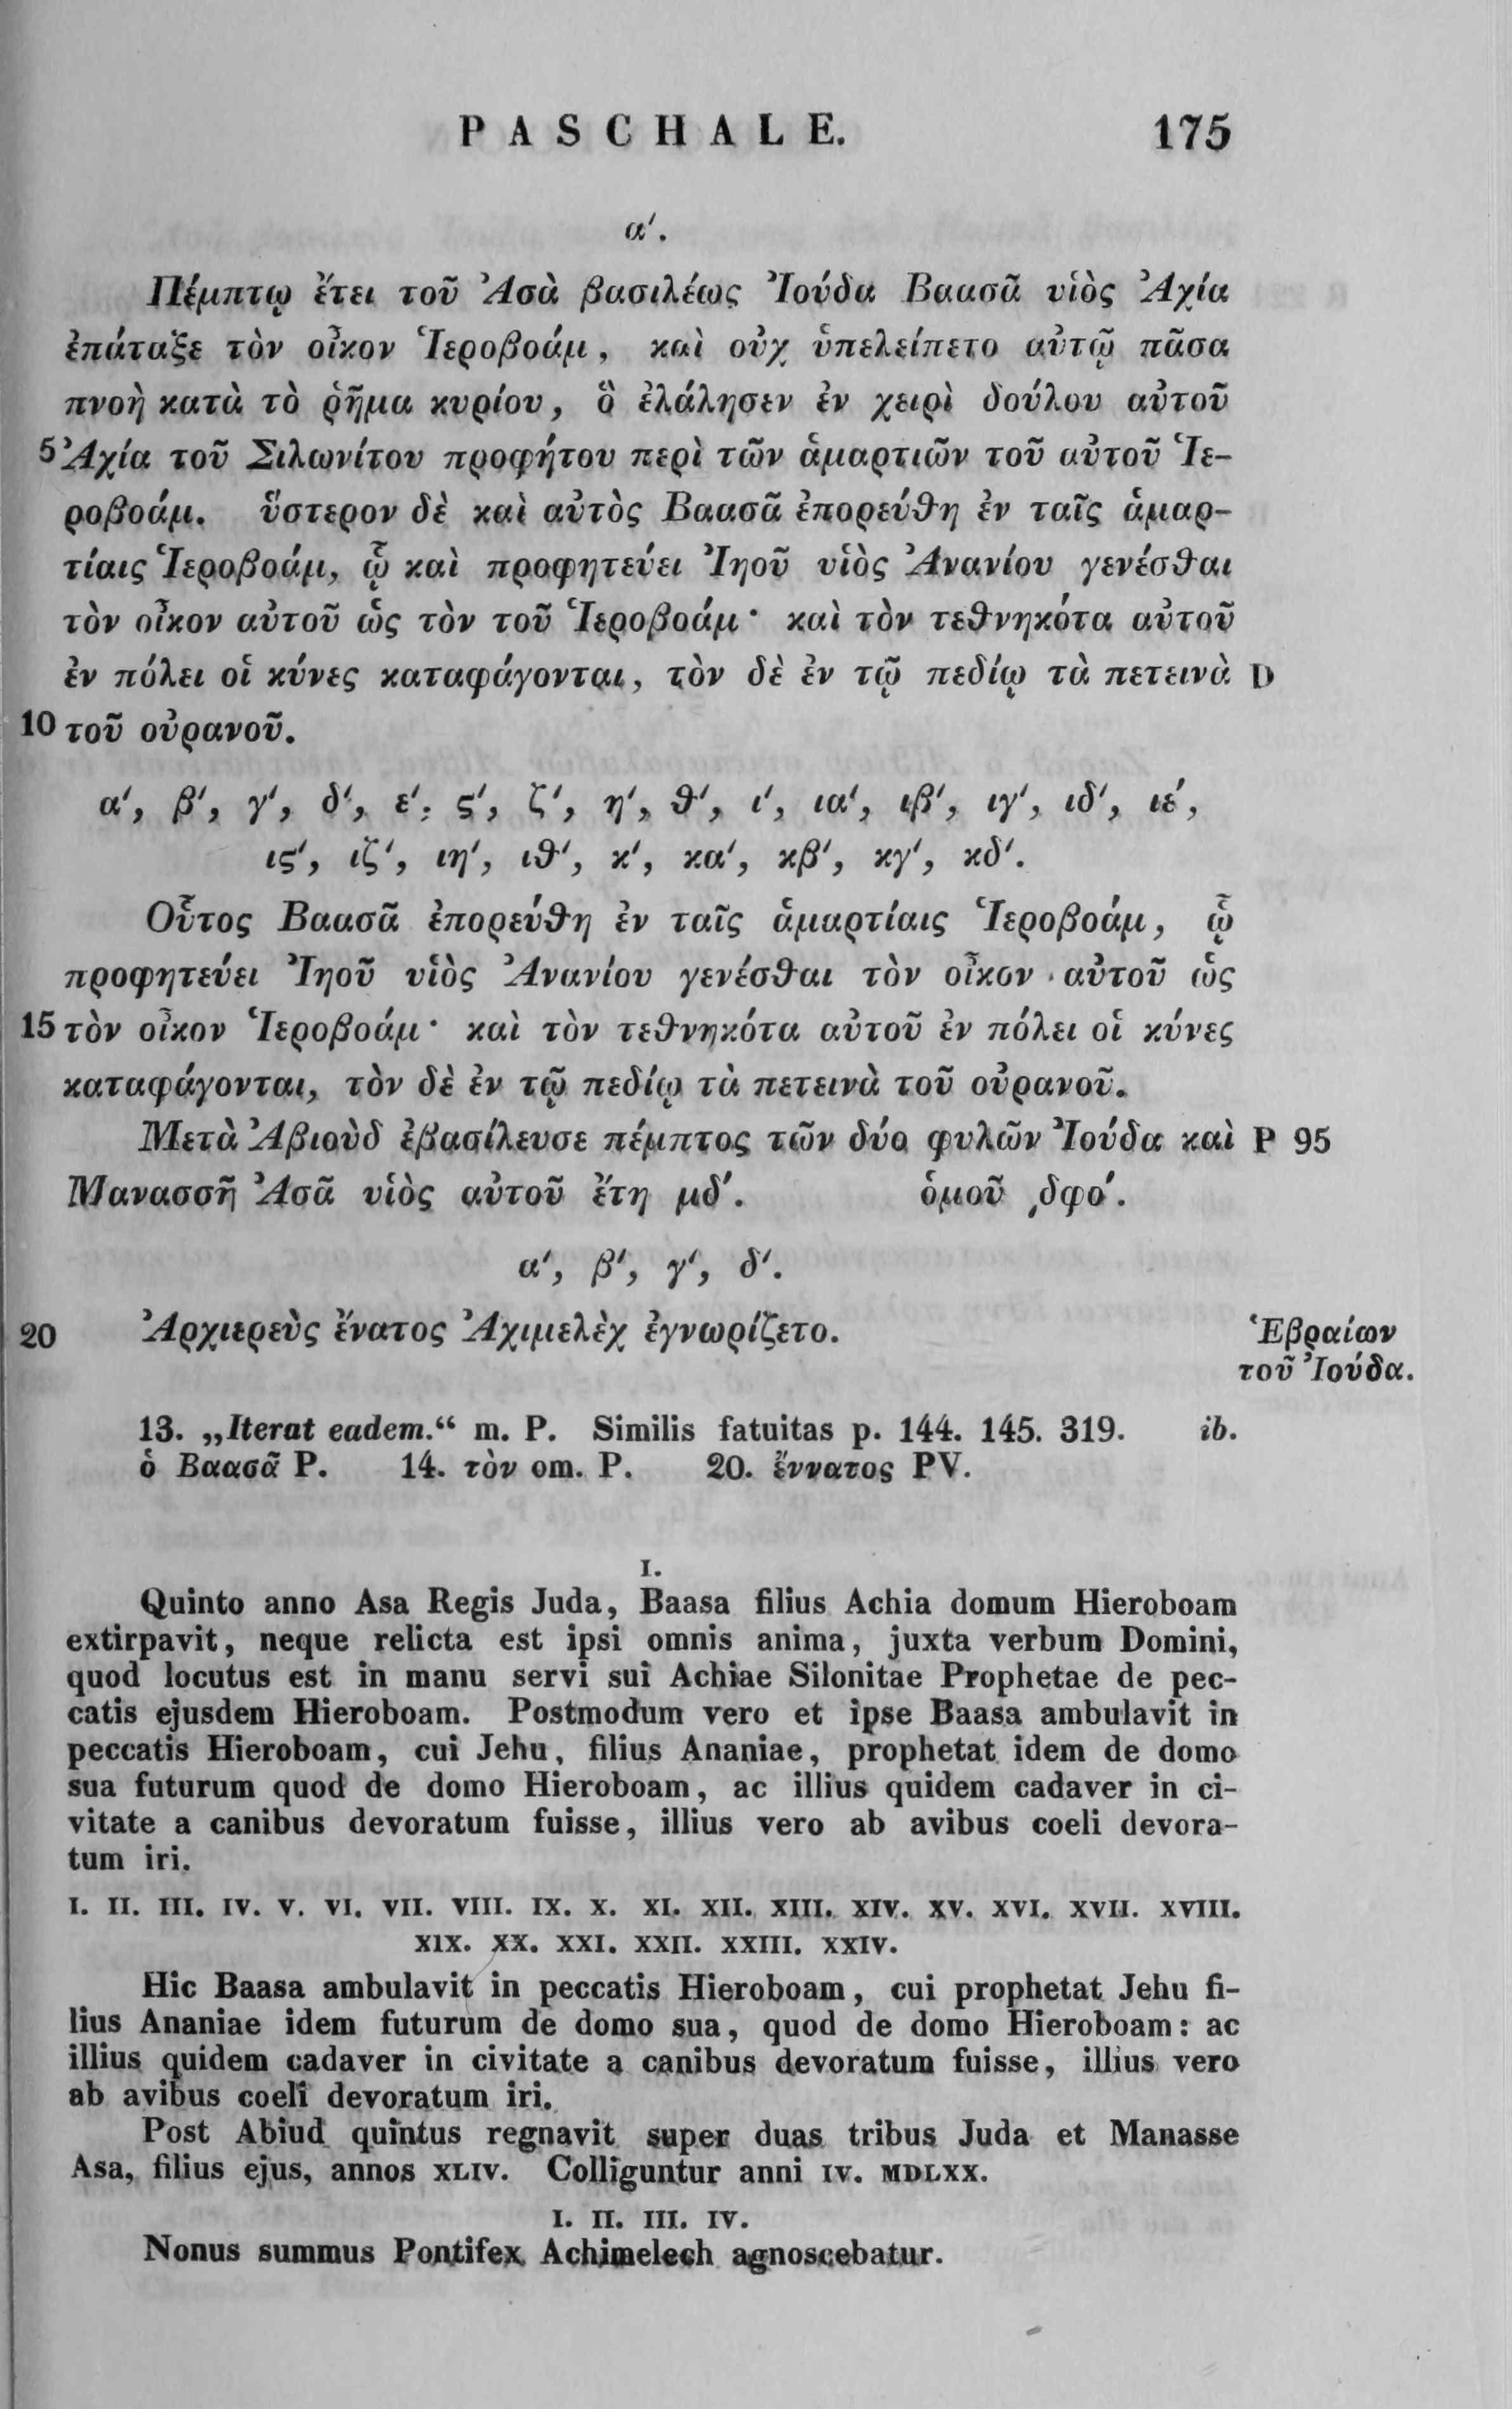 PASCHALE. 175
α′.
Πέμπτῳ ἔτει τοῦ Ἀσὰ βασιλέως Ἰούδα Βαασᾶ υἱὸς Ἀχία
ἐπάταξε τὸν οἶκον Ἱεροβοάμ, καὶ οὐχ ὑπελείπετο αὐτῷ πᾶσα
πνοὴ κατὰ τὸ ῥῆμα κυρίου, ὃ ἐλάλησεν ἐν χειρὶ δούλου αὐτοῦ
5 Ἀχία τοῦ Σιλωνίτου προφήτου περὶ τῶν ἁμαρτιῶν τοῦ αὐτοῦ Ἱε-
ροβοάμ. ὕστερον δὲ καὶ αὐτὸς Βαασᾶ ἐπορεύθη ἐν ταῖς ἁμαρ-
τίαις Ἱεροβοάμ, ᾧ καὶ προφητεύει Ἰηοῦ υἱὸς Ἀνανίου γενέσθαι
τὸν οἶκον αὐτοῦ ὡς τὸν τοῦ Ἱεροβοάμ· καὶ τὸν τεθνηκότα αὐτοῦ
ἐν πόλει οἱ κύνες καταφάγονται, τὸν δὲ ἐν τῷ πεδίῳ τὰ πετεινὰ D
10 τοῦ οὐρανοῦ.
α′, β′, γ′, δ′, ε′, ς′, ζ′, η′, θ′, ι′, ια′, ιβ′, ιγ′, ιδ′, ιέ,
ις′, ιζ′, ιη′, ιθ′, κ′, κα′, κβ′, κγ′, κδ′.
Οὗτος Βαασᾶ ἐπορεύθη ἐν ταῖς ἁμαρτίαις Ἱεροβοάμ, ᾧ
προφητεύει Ἰηοῦ υἱὸς Ἀνανίου γενέσθαι τὸν οἶκον αὐτοῦ ὡς
15 τὸν οἶκον Ἱεροβοάμ· καὶ τὸν τεθνηκότα αὐτοῦ ἐν πόλει οἱ κύνες
καταφάγονται, τὸν δὲ ἐν τῷ πεδίῳ τὰ πετεινὰ τοῦ οὐρανοῦ.
Μετὰ Ἀβιοὺδ ἐβασίλευσε πέμπτος τῶν δύο φυλῶν Ἰούδα καὶ P 95
Μανασσῆ Ἀσᾶ υἱὸς αὐτοῦ ἔτη μδ′. ὁμοῦ ͵δφο′.
α′, β′, γ′, δ′.
20 Ἀρχιερεὺς ἔνατος Ἀχιμελὲχ ἐγνωρίζετο. Ἑβραίων
τοῦ Ἰούδα.
13. „Iterat eadem.“ m. P. Similis fatuitas p. 144. 145. 319. ib.
ὁ Βαασᾶ P. 14. τὸν om. P. 20. ἔννατος PV.
I.
Quinto anno Asa Regis Juda, Baasa filius Achia domum Hieroboam
extirpavit, neque relicta est ipsi omnis anima, juxta verbum Domini,
quod locutus est in manu servi sui Achiae Silonitae Prophetae de pec-
catis ejusdem Hieroboam. Postmodum vero et ipse Baasa ambulavit in
peccatis Hieroboam, cui Jehu, filius Ananiae, prophetat idem de domo
sua futurum quod de domo Hieroboam, ac illius quidem cadaver in ci-
vitate a canibus devoratum fuisse, illius vero ab avibus coeli devora-
tum iri.
I. II. III. IV. V. VI. VII. VIII. IX. X. XI. XII. XIII. XIV. XV. XVI. XVII. XVIII.
XIX. XX. XXI. XXII. XXIII. XXIV.
Hic Baasa ambulavit in peccatis Hieroboam, cui prophetat Jehu fi-
lius Ananiae idem futurum de domo sua, quod de domo Hieroboam: ac
illius quidem cadaver in civitate a canibus devoratum fuisse, illius vero
ab avibus coeli devoratum iri.
Post Abiud quintus regnavit super duas tribus Juda et Manasse
Asa, filius ejus, annos XLIV. Colliguntur anni IV. MDLXX.
I. II. III. IV.
Nonus summus Pontifex Achimelech agnoscebatur.